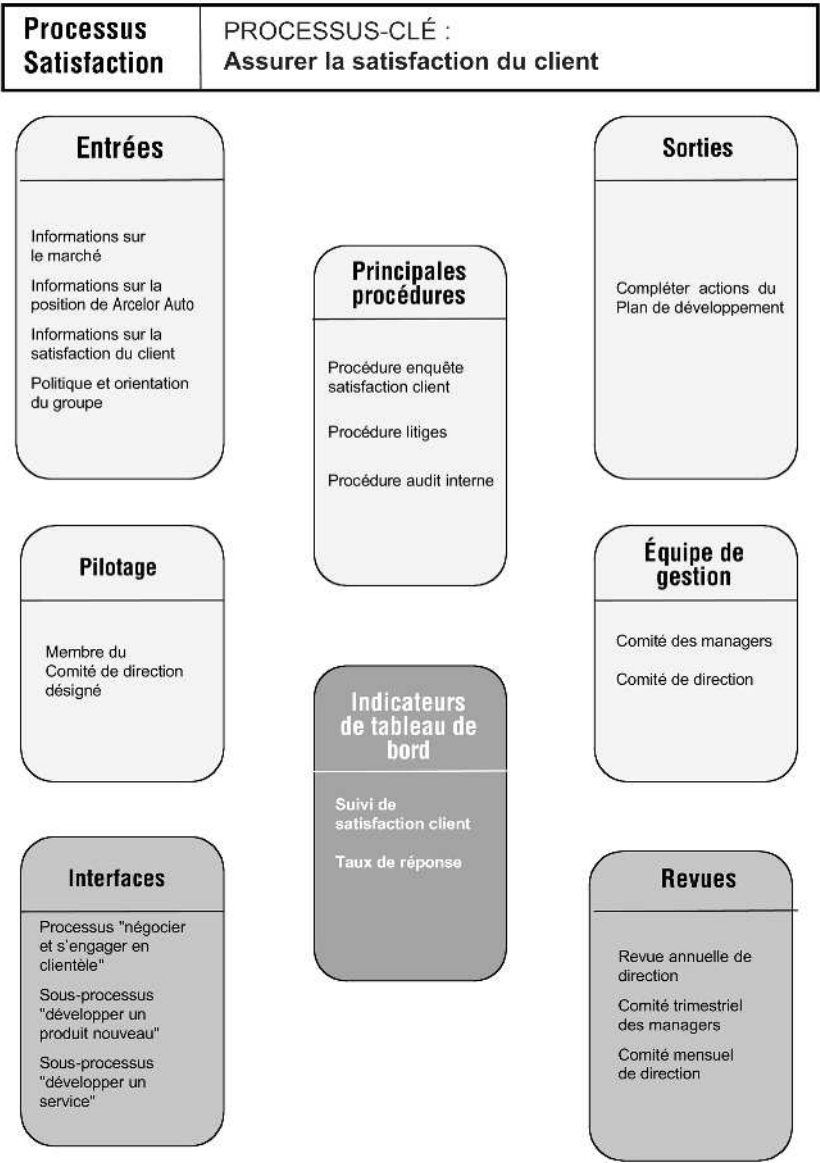 Processus
Satisfaction
PROCESSUS-CLÉ :
Assurer la satisfaction du client
Entrées
Informations sur
le marché
Informations sur la
position de Arcelor Auto
Informations sur la
satisfaction du client
Politique et orientation
du groupe
Principales
procédures
Procédure enquête
satisfaction client
Procédure litiges
Procédure audit interne
Sorties
Compléter actions du
Plan de développement
Pilotage
Membre du
Comité de direction
désigné
Indicateurs
de tableau de
bord
Suivi de
satisfaction client
Taux de réponse
Équipe de
gestion
Comité des managers
Comité de direction
Interfaces
Processus "négocier
et s'engager en
clientèle"
Sous-processus
"développer un
produit nouveau"
Sous-processus
"développer un
service"
Revues
Revue annuelle de
direction
Comité trimestriel
des managers
Comité mensuel
de direction